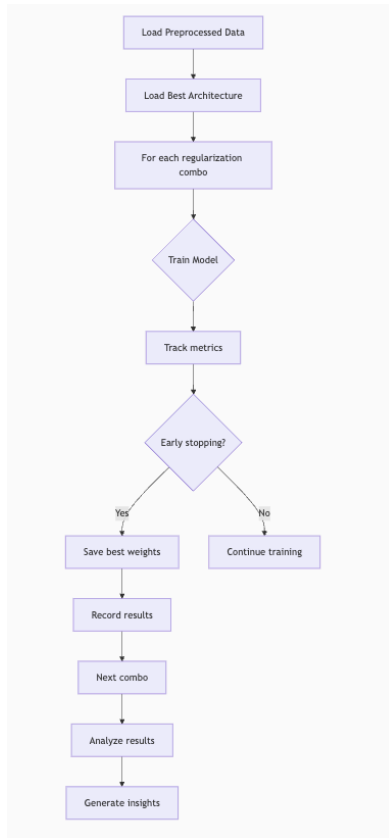 Load Preprocessed Data
Load Best Architecture
For each regularization
combo
Train Model
Track metrics
Early stopping?
Yes
No
Save best weights
Continue training
Record results
Next combo
Analyze results
Generate insights